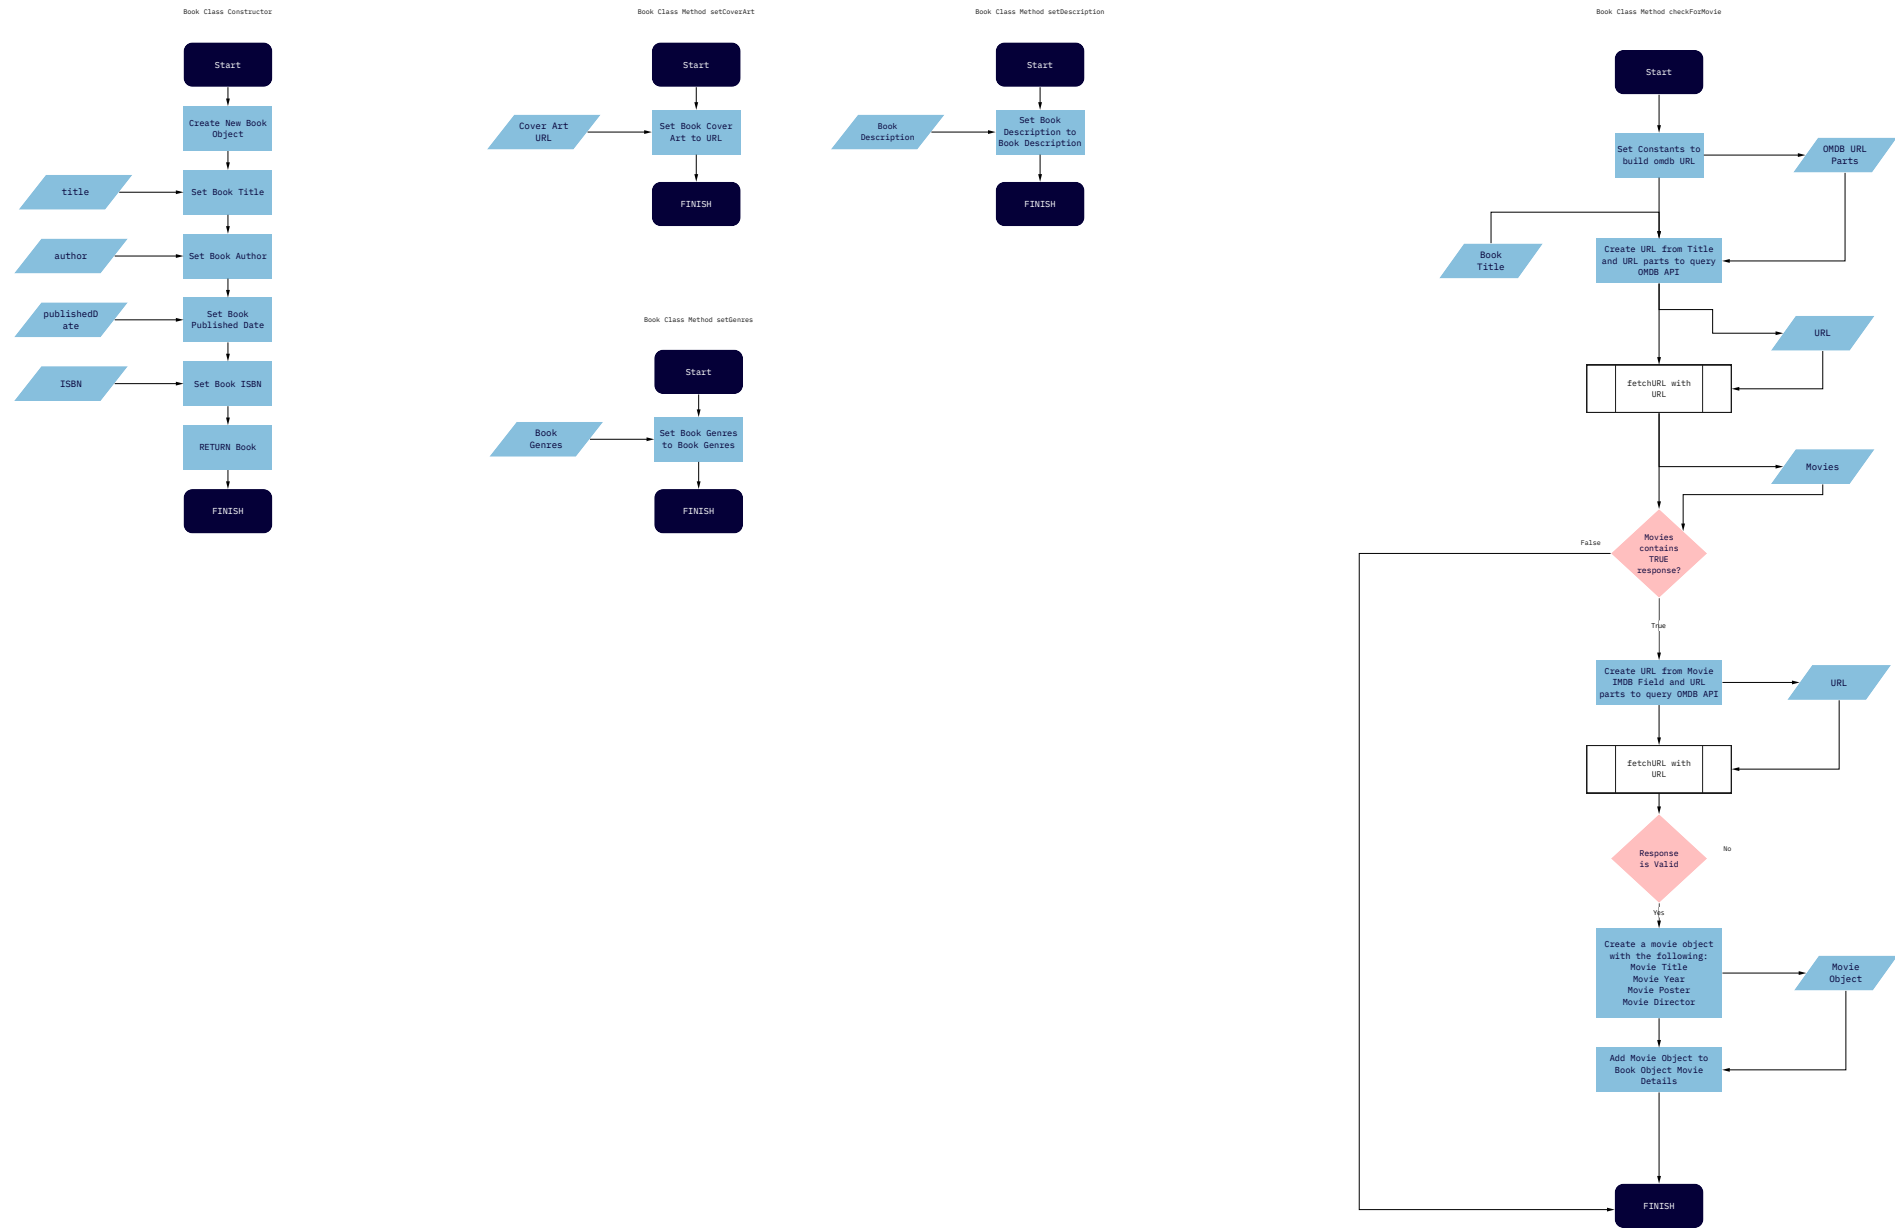 Book Class Constructor
Start
Create New Book
Object
title
Set Book Title
author
Set Book Author
publishedD
ate
Set Book
Published Date
ISBN
Set Book ISBN
RETURN Book
FINISH
Book Class Method setCoverArt
Start
Cover Art
URL
Set Book Cover
Art to URL
FINISH
Book Class Method setGenres
Start
Book
Genres
Set Book Genres
to Book Genres
FINISH
Book Class Method setDescription
Start
Book
Description
Set Book
Description to
Book Description
FINISH
Book Class Method checkForMovie
Start
Set Constants to
build omdb URL
OMDB URL
Parts
Book
Title
Create URL from Title
and URL parts to query
OMDB API
URL
fetchURL with
URL
Movies
Movies
contains
TRUE
response?
False
True
Create URL from Movie
IMDB Field and URL
parts to query OMDB API
URL
fetchURL with
URL
Response
is Valid
No
Yes
Create a movie object
with the following:
Movie Title
Movie Year
Movie Poster
Movie Director
Movie
Object
Add Movie Object to
Book Object Movie
Details
FINISH